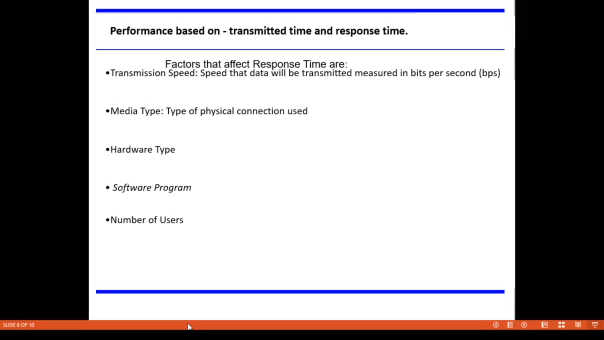 Performance based on - transmitted time and response time.
Factors that affect Response Time are:
•Transmission Speed: Speed that data will be transmitted measured in bits per second (bps)
•Media Type: Type of physical connection used
•Hardware Type
• Software Program
•Number of Users
SLIDE 8 OF 10